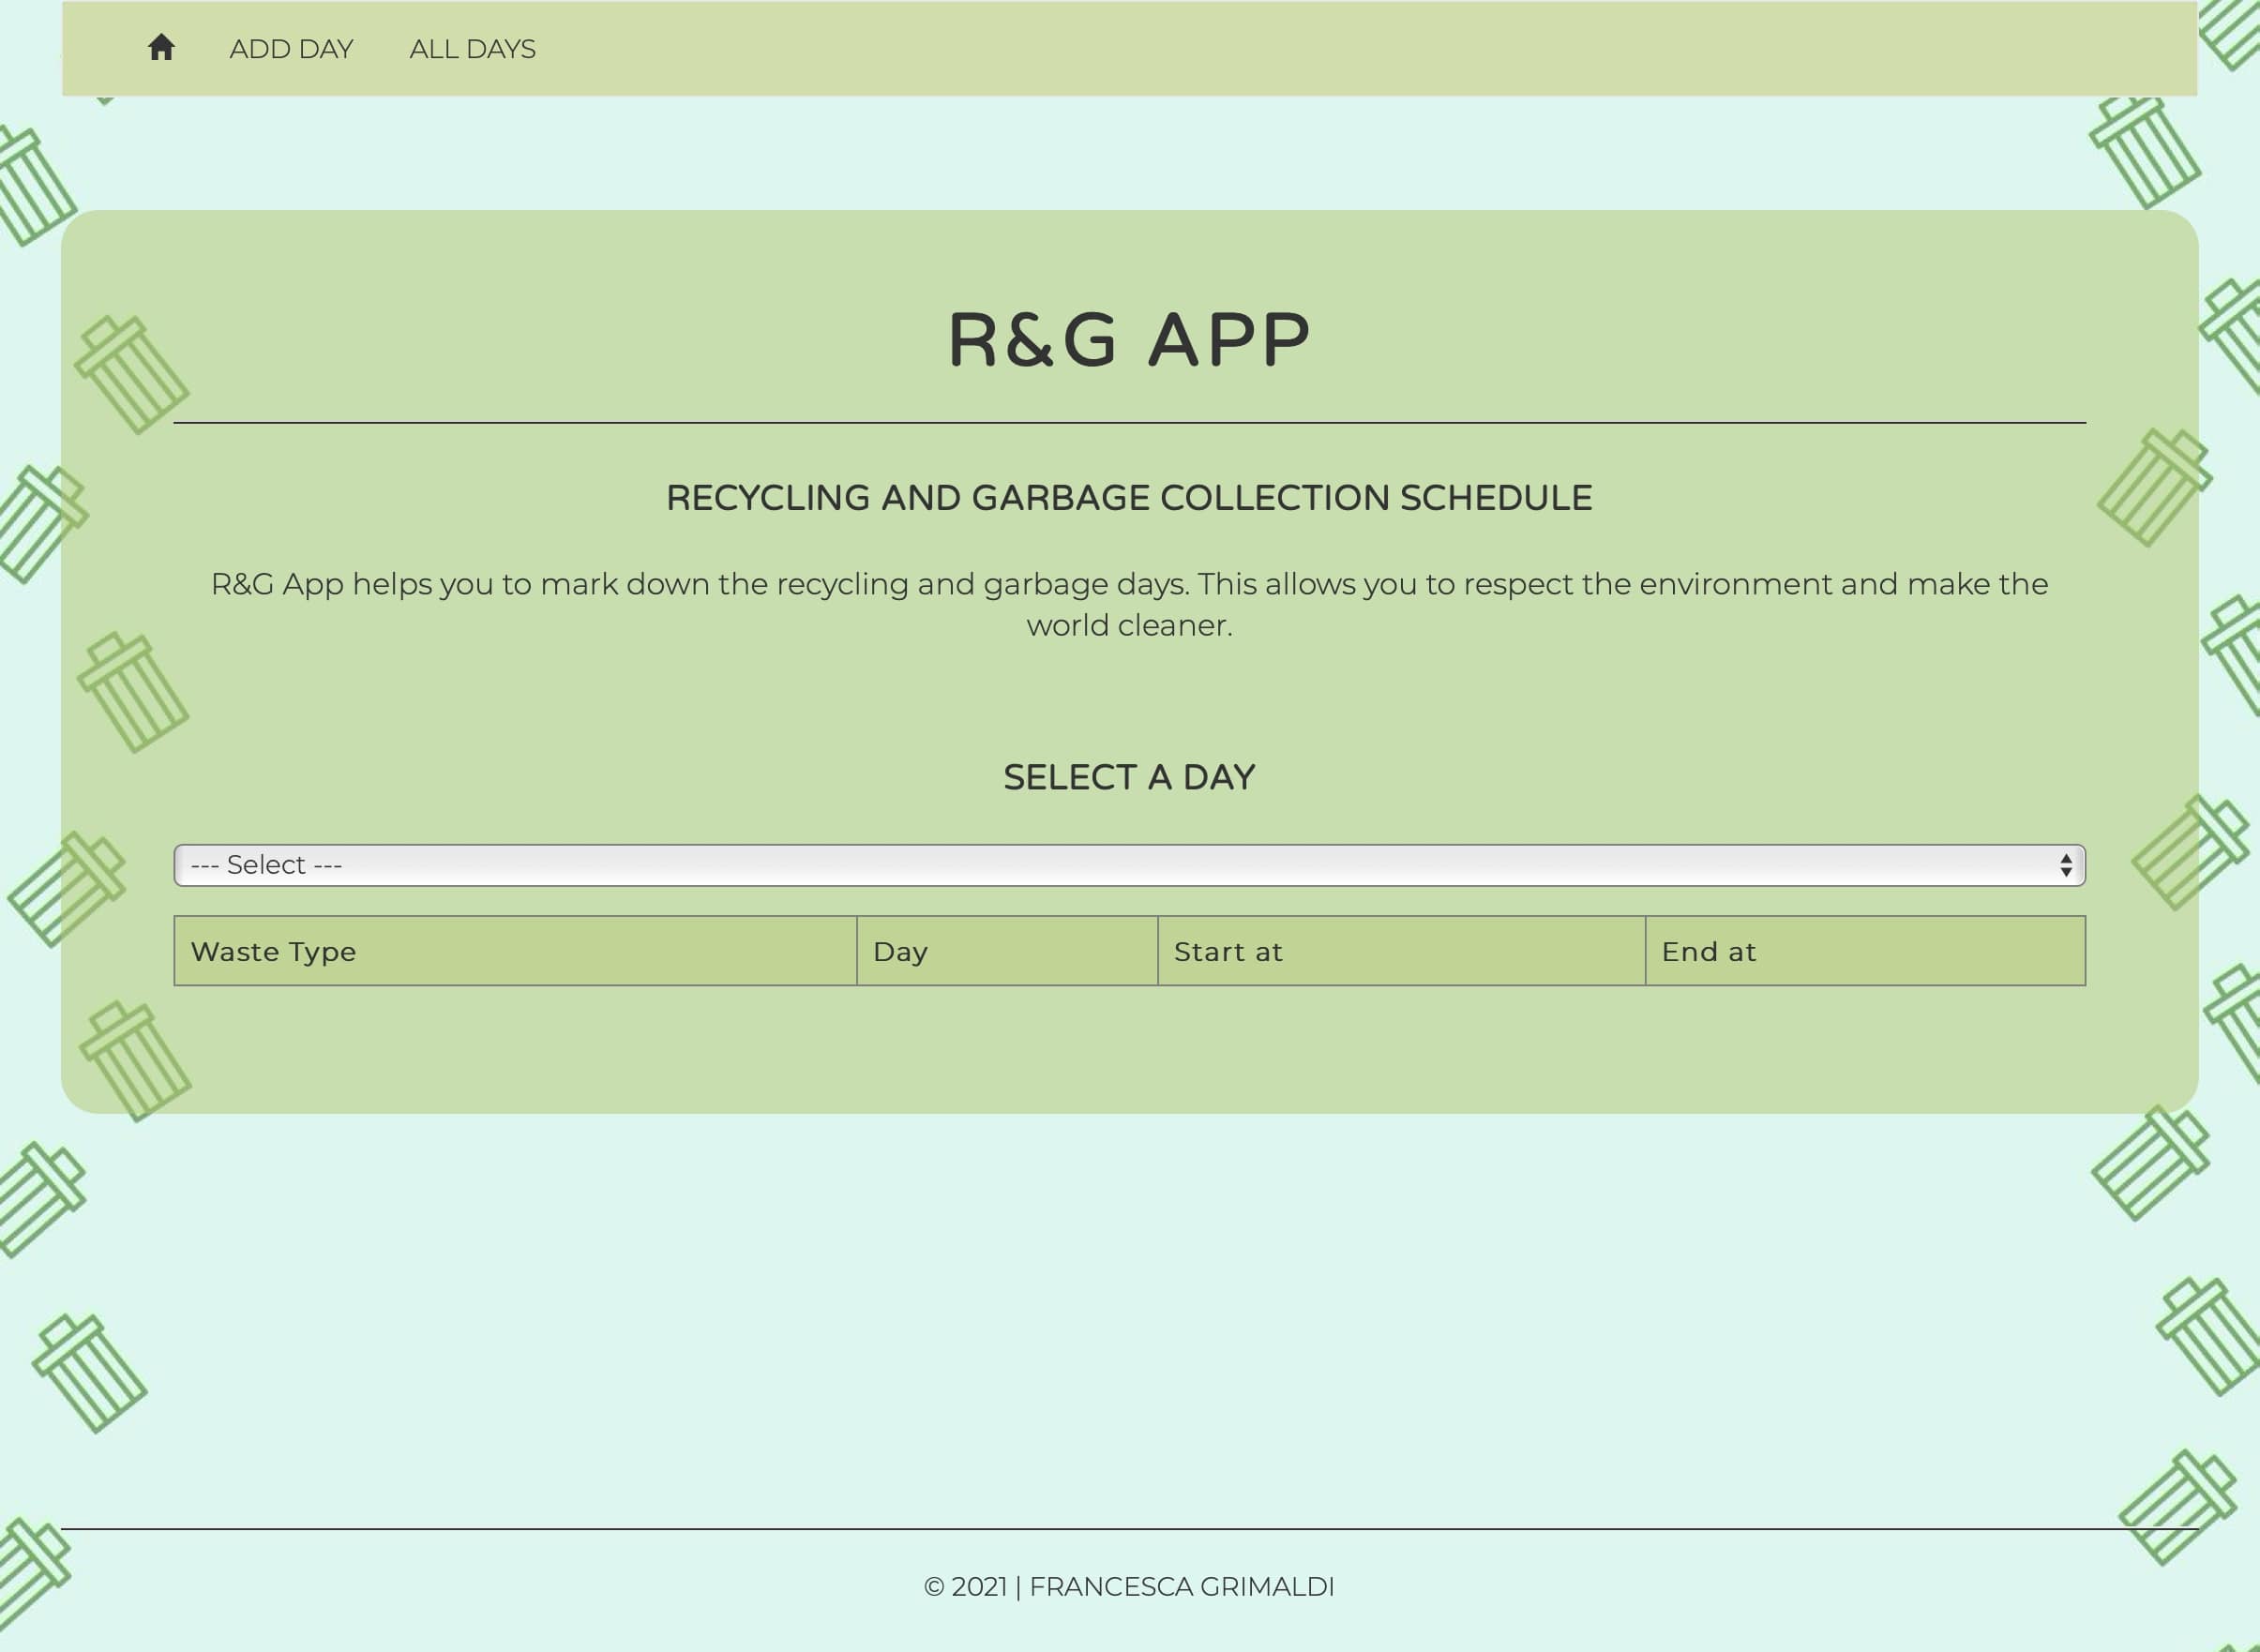 ADD DAY ALL DAYS
R&G APP
RECYCLING AND GARBAGE COLLECTION SCHEDULE
R&G App helps you to mark down the recycling and garbage days. This allows you to respect the environment and make the
world cleaner.
SELECT A DAY
--- Select ---
Waste Type Day Start at End at
© 2021 | FRANCESCA GRIMALDI